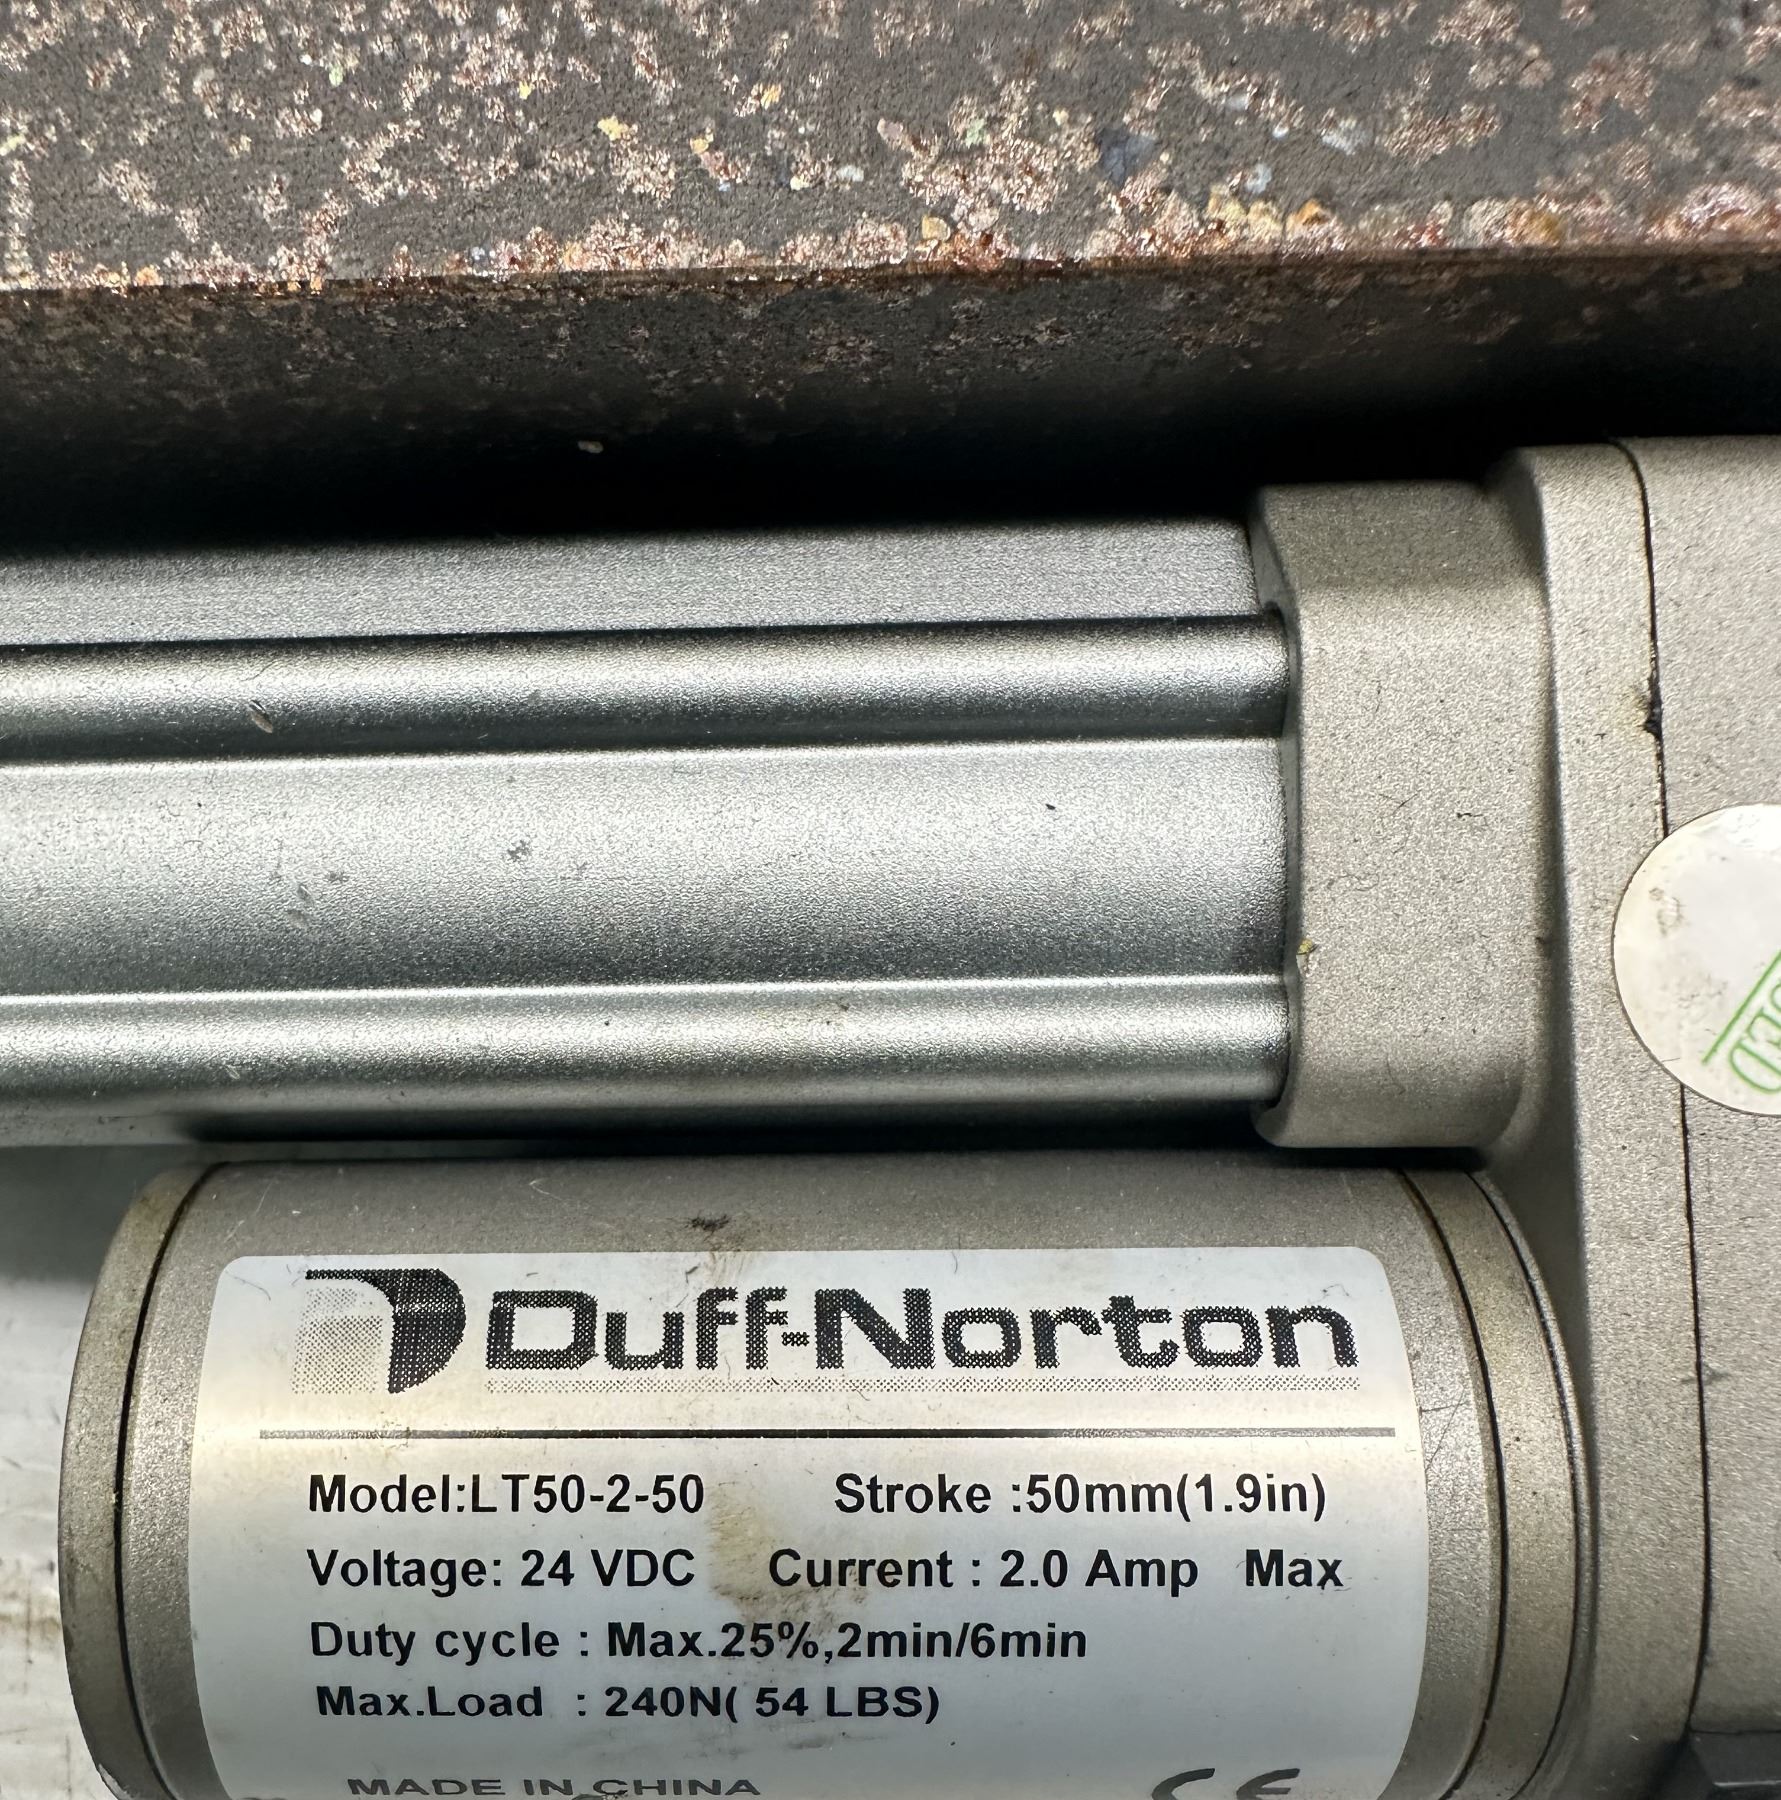 Duff-Norton
Model:LT50-2-50 Stroke :50mm(1.9in)
Voltage: 24 VDC Current : 2.0 Amp Max
Duty cycle : Max.25%,2min/6min
Max.Load : 240N( 54 LBS)
MADE IN CHINA CE